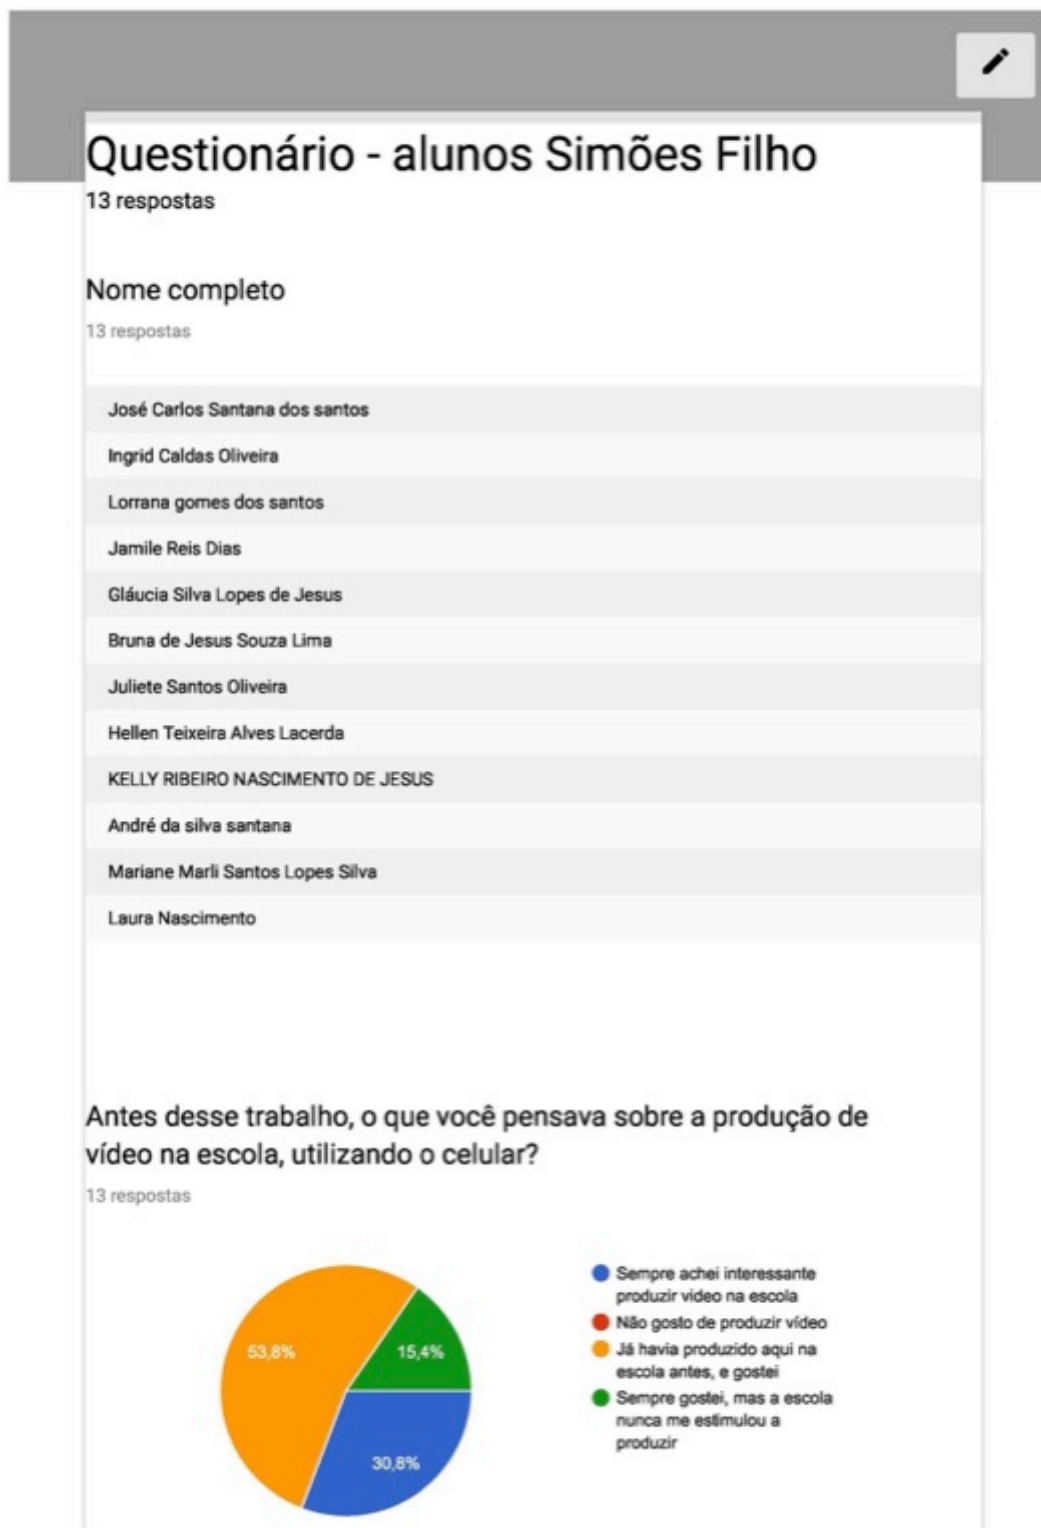 Questionário - alunos Simões Filho
13 respostas
Nome completo
13 respostas
José Carlos Santana dos santos
Ingrid Caldas Oliveira
Lorrana gomes dos santos
Jamile Reis Dias
Gláucia Silva Lopes de Jesus
Bruna de Jesus Souza Lima
Juliete Santos Oliveira
Hellen Teixeira Alves Lacerda
KELLY RIBEIRO NASCIMENTO DE JESUS
André da silva santana
Mariane Marli Santos Lopes Silva
Laura Nascimento
Antes desse trabalho, o que você pensava sobre a produção de
vídeo na escola, utilizando o celular?
13 respostas
53,8%
15,4%
30,8%
Sempre achei interessante
produzir video na escola
Não gosto de produzir vídeo
Já havia produzido aqui na
escola antes, e gostei
Sempre gostei, mas a escola
nunca me estimulou a
produzir